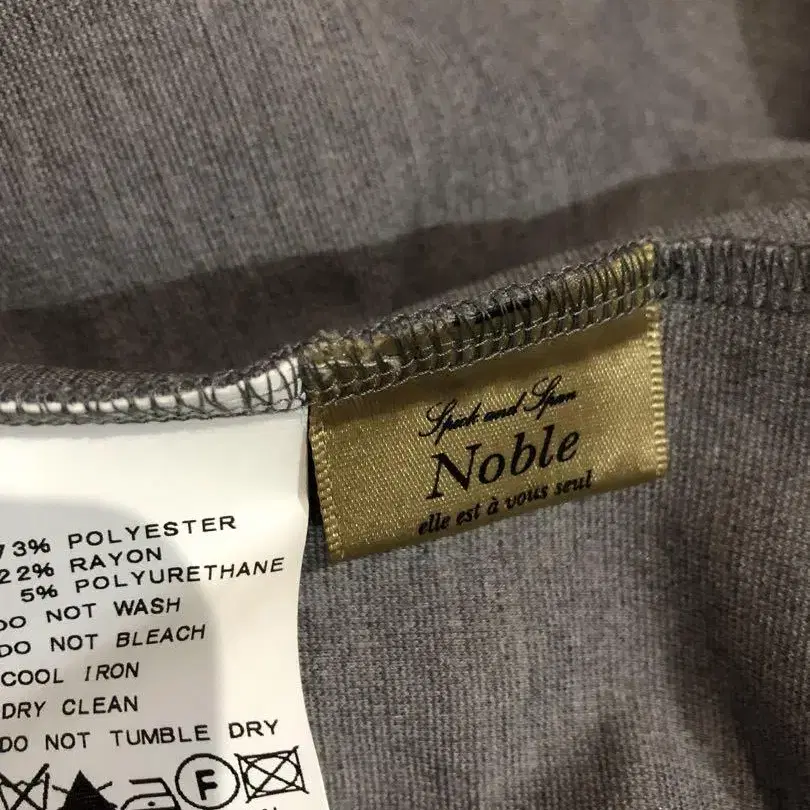 Spick and Span
Noble
elle est à vous seul
73% POLYESTER
22% RAYON
5% POLYURETHANE
DO NOT WASH
DO NOT BLEACH
COOL IRON
DRY CLEAN
DO NOT TUMBLE DRY
F